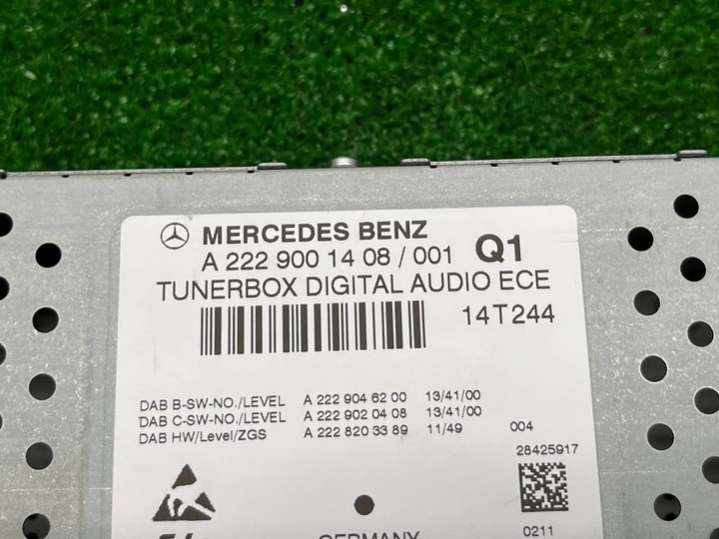 MERCEDES BENZ
A 222 900 14 08 / 001 Q1
TUNERBOX DIGITAL AUDIO ECE
14T244
DAB B-SW-NO./LEVEL A 222 904 62 00 13/41/00
DAB C-SW-NO./LEVEL A 222 902 04 08 13/41/00
DAB HW/Level/ZGS A 222 820 33 89 11/49 004
28425917
0211
GERMANY